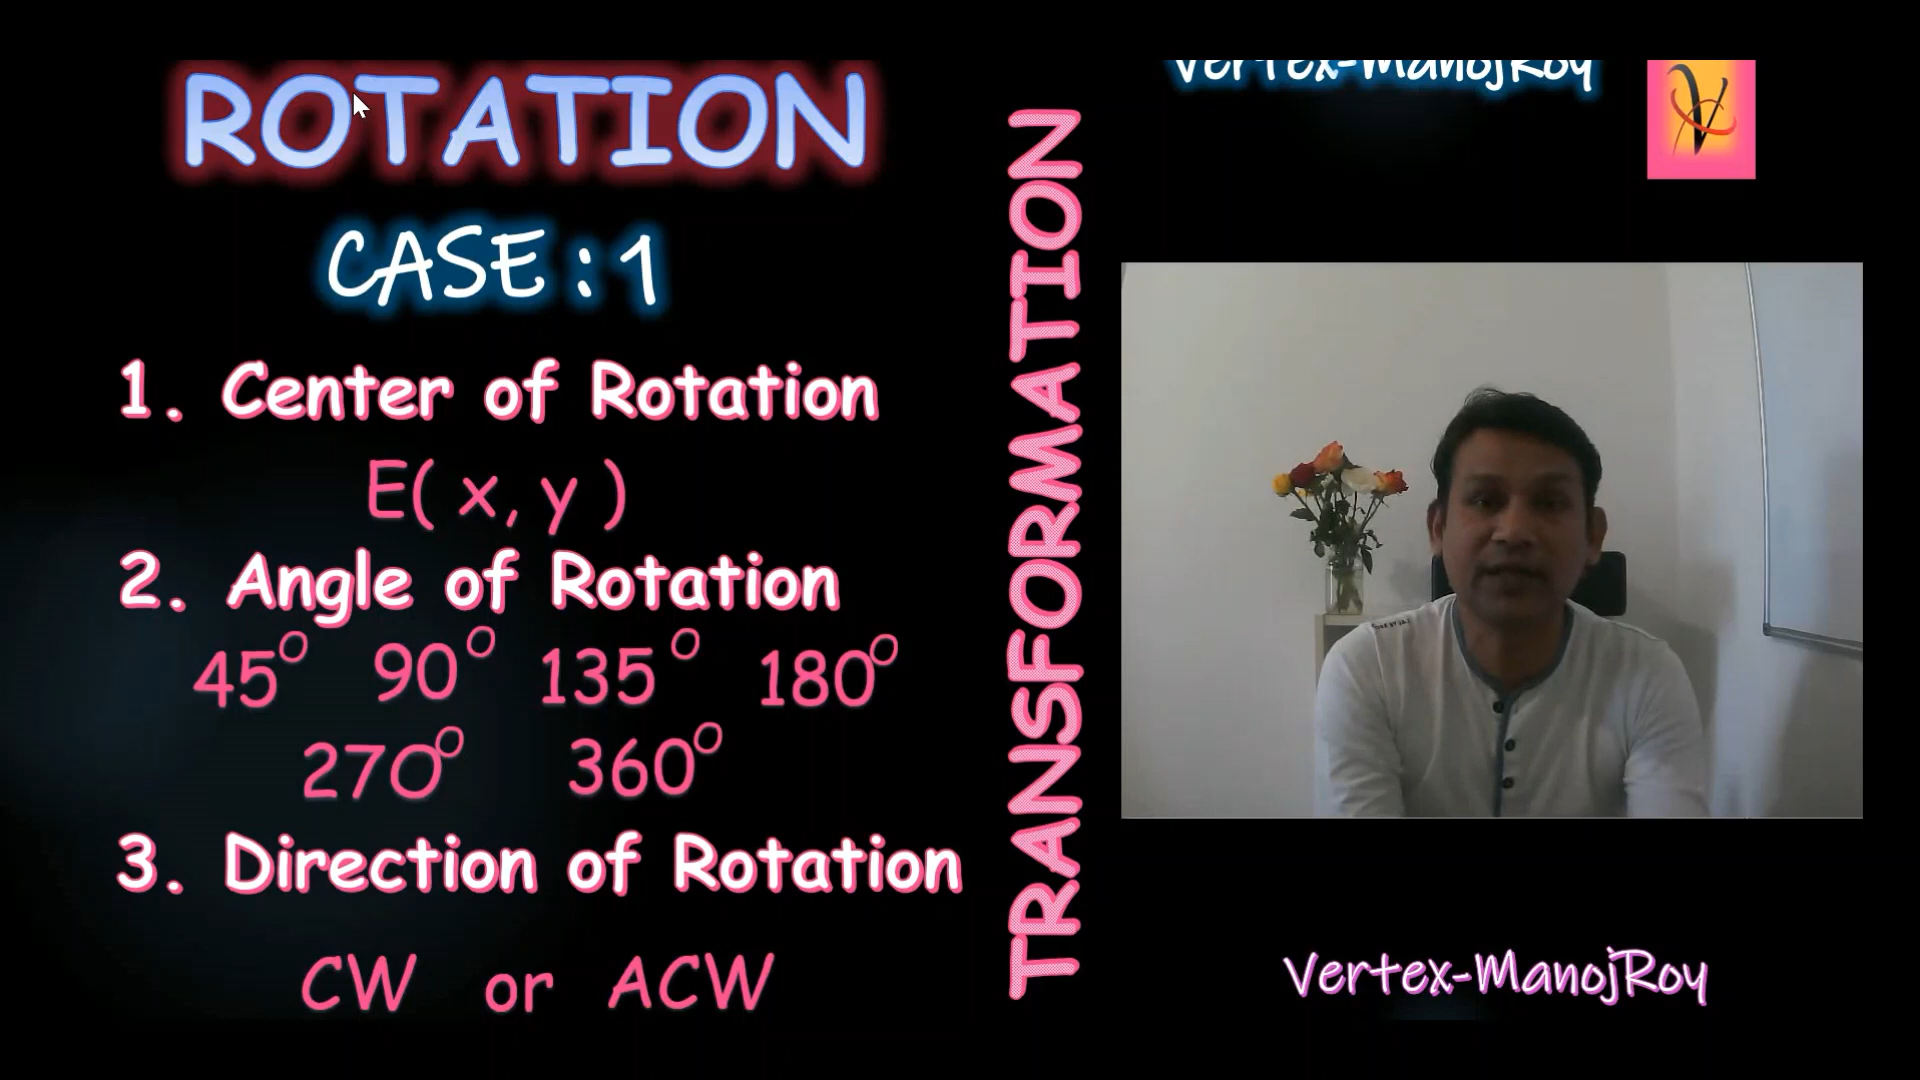 ROTATION
CASE : 1
1. Center of Rotation
E( x, y )
2. Angle of Rotation
45° 90° 135° 180°
270° 360°
3. Direction of Rotation
CW or ACW
TRANSFORMATION
Vertex-ManojRoy
Vertex-ManojRoy